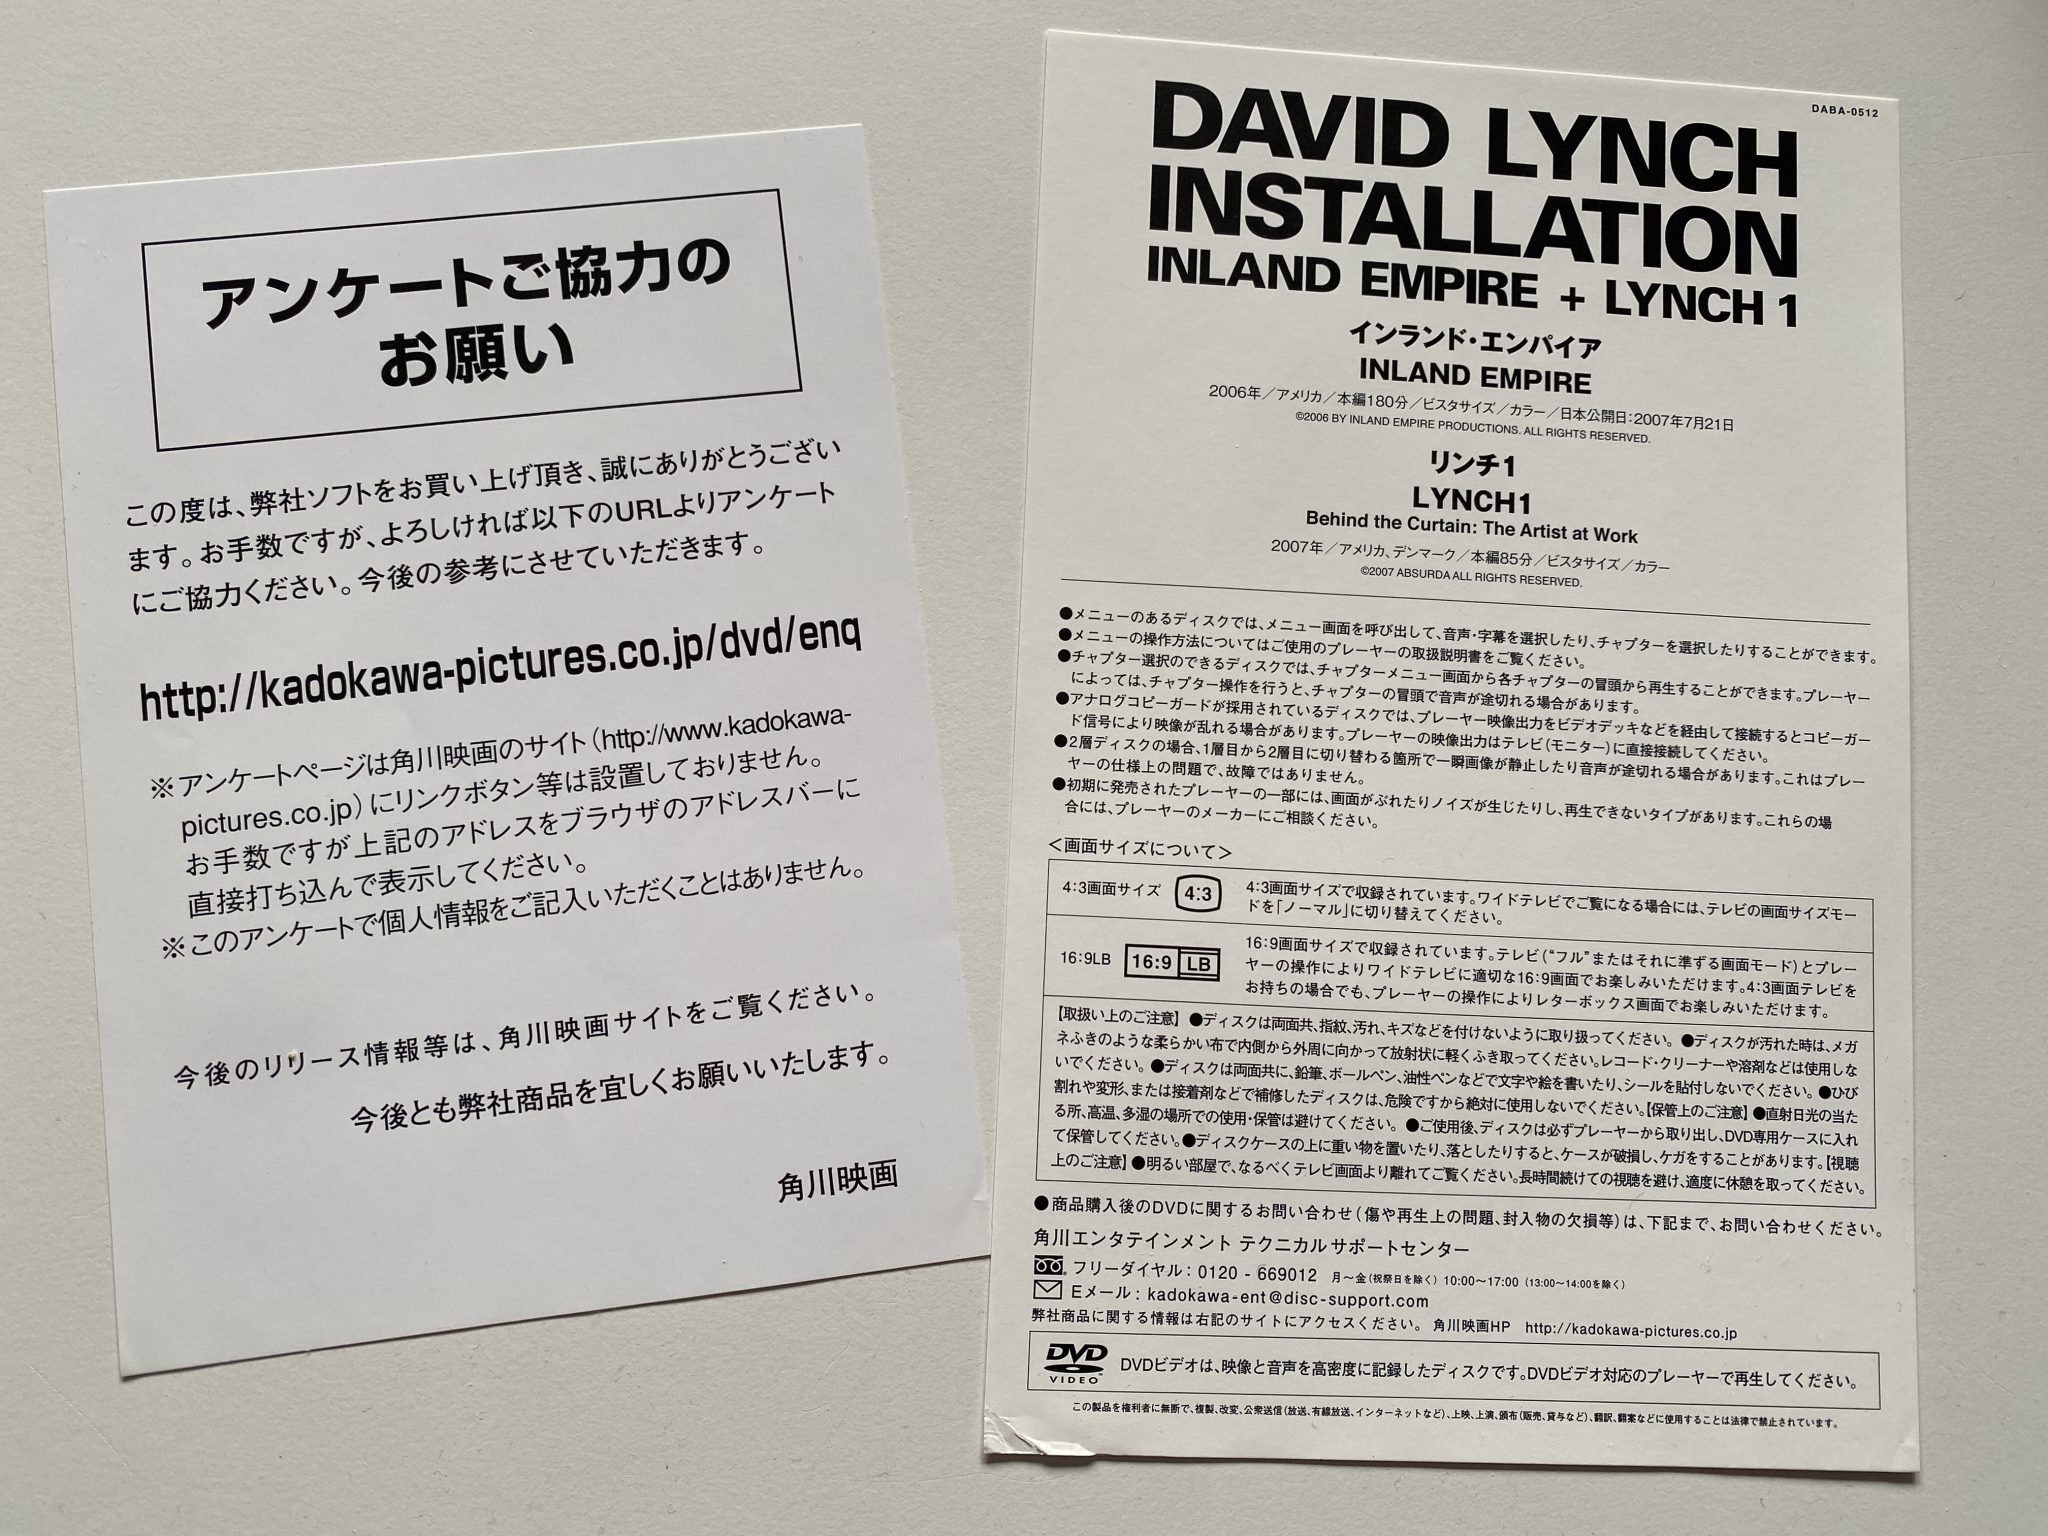 アンケートご協力の
お願い
この度は、弊社ソフトをお買い上げ頂き、誠にありがとうござい
ます。お手数ですが、よろしければ以下のURLよりアンケート
にご協力ください。今後の参考にさせていただきます。
http://kadokawa-pictures.co.jp/dvd/enq
※アンケートページは角川映画のサイト（http://www.kadokawa-
pictures.co.jp）にリンクボタン等は設置しておりません。
お手数ですが上記のアドレスをブラウザのアドレスバーに
直接打ち込んで表示してください。
※このアンケートで個人情報をご記入いただくことはありません。
今後のリリース情報等は、角川映画サイトをご覧ください。
今後とも弊社商品を宜しくお願いいたします。
角川映画
DABA-0512
DAVID LYNCH
INSTALLATION
INLAND EMPIRE + LYNCH 1
インランド・エンパイア
INLAND EMPIRE
2006年／アメリカ／本編180分／ビスタサイズ／カラー／日本公開日：2007年7月21日
©2006 BY INLAND EMPIRE PRODUCTIONS. ALL RIGHTS RESERVED.
リンチ1
LYNCH1
Behind the Curtain: The Artist at Work
2007年／アメリカ、デンマーク／本編85分／ビスタサイズ／カラー
©2007 ABSURDA ALL RIGHTS RESERVED.
●メニューのあるディスクでは、メニュー画面を呼び出して、音声・字幕を選択したり、チャプターを選択したりすることができます。
●メニューの操作方法についてはご使用のプレーヤーの取扱説明書をご覧ください。
●チャプター選択のできるディスクでは、チャプターメニュー画面から各チャプターの冒頭から再生することができます。プレーヤー
によっては、チャプター操作を行うと、チャプターの冒頭で音声が途切れる場合があります。
●アナログコピーガードが採用されているディスクでは、プレーヤー映像出力をビデオデッキなどを経由して接続するとコピーガー
ド信号により映像が乱れる場合があります。プレーヤーの映像出力はテレビ（モニター）に直接接続してください。
●2層ディスクの場合、1層目から2層目に切り替わる箇所で一瞬画像が静止したり音声が途切れる場合があります。これはプレー
ヤーの仕様上の問題で、故障ではありません。
●初期に発売されたプレーヤーの一部には、画面がぶれたりノイズが生じたりし、再生できないタイプがあります。これらの場
合には、プレーヤーのメーカーにご相談ください。
＜画面サイズについて＞
4:3画面サイズ 4:3 4:3画面サイズで収録されています。ワイドテレビでご覧になる場合には、テレビの画面サイズモー
ドを「ノーマル」に切り替えてください。
16:9LB 16:9 LB 16:9画面サイズで収録されています。テレビ（“フル”またはそれに準ずる画面モード）とプレー
ヤーの操作によりワイドテレビに適切な16:9画面でお楽しみいただけます。4:3画面テレビを
お持ちの場合でも、プレーヤーの操作によりレターボックス画面でお楽しみいただけます。
【取扱い上のご注意】●ディスクは両面共、指紋、汚れ、キズなどを付けないように取り扱ってください。●ディスクが汚れた時は、メガ
ネふきのような柔らかい布で内側から外周に向かって放射状に軽くふき取ってください。レコード・クリーナーや溶剤などは使用しな
いでください。●ディスクは両面共に、鉛筆、ボールペン、油性ペンなどで文字や絵を書いたり、シールを貼付しないでください。●ひび
割れや変形、または接着剤などで補修したディスクは、危険ですから絶対に使用しないでください。【保管上のご注意】●直射日光の当た
る所、高温、多湿の場所での使用・保管は避けてください。●ご使用後、ディスクは必ずプレーヤーから取り出し、DVD専用ケースに入れ
て保管してください。●ディスクケースの上に重い物を置いたり、落としたりすると、ケースが破損し、ケガをすることがあります。【視聴
上のご注意】●明るい部屋で、なるべくテレビ画面より離れてご覧ください。長時間続けての視聴を避け、適度に休憩を取ってください。
●商品購入後のDVDに関するお問い合わせ（傷や再生上の問題、封入物の欠損等）は、下記まで、お問い合わせください。
角川エンタテインメント テクニカルサポートセンター
フリーダイヤル：0120-669012 月〜金（祝祭日を除く）10:00〜17:00（13:00〜14:00を除く）
Eメール：kadokawa-ent@disc-support.com
弊社商品に関する情報は右記のサイトにアクセスください。 角川映画HP http://kadokawa-pictures.co.jp
DVD VIDEO DVDビデオは、映像と音声を高密度に記録したディスクです。DVDビデオ対応のプレーヤーで再生してください。
この製品を権利者に無断で、複製、改変、公衆送信（放送、有線放送、インターネットなど）、上映、上演、頒布（販売、貸与など）、翻訳、翻案などに使用することは法律で禁止されています。